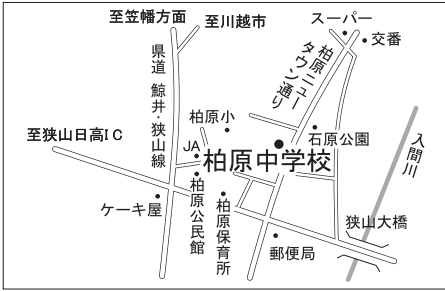 至笠幡方面
至川越市
スーパー
交番
県道 鯨井・狭山線
柏原ニュー
タウン通り
柏原小
石原公園
入間川
至狭山日高IC
JA
柏原中学校
ケーキ屋
柏原公民館
柏原保育所
郵便局
狭山大橋